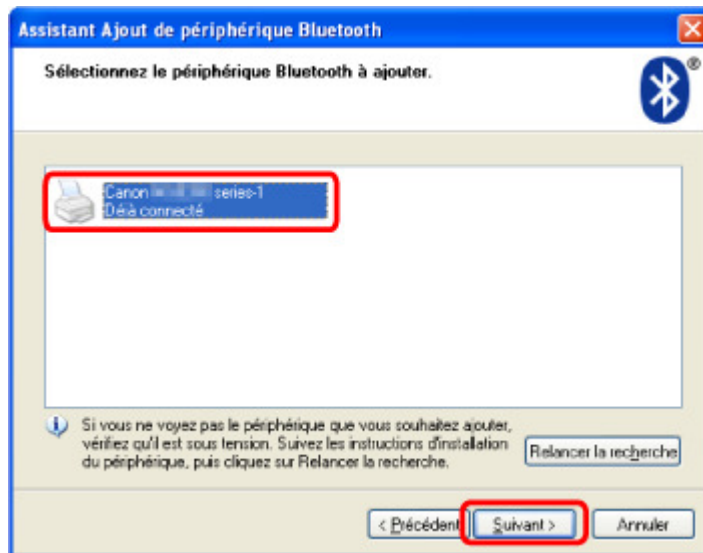 Assistant Ajout de périphérique Bluetooth
Sélectionnez le périphérique Bluetooth à ajouter.
®
Canon series-1
Déjà connecté
Si vous ne voyez pas le périphérique que vous souhaitez ajouter,
vérifiez qu'il est sous tension. Suivez les instructions d'installation
du périphérique, puis cliquez sur Relancer la recherche.
Relancer la recherche
< Précédent
Suivant >
Annuler